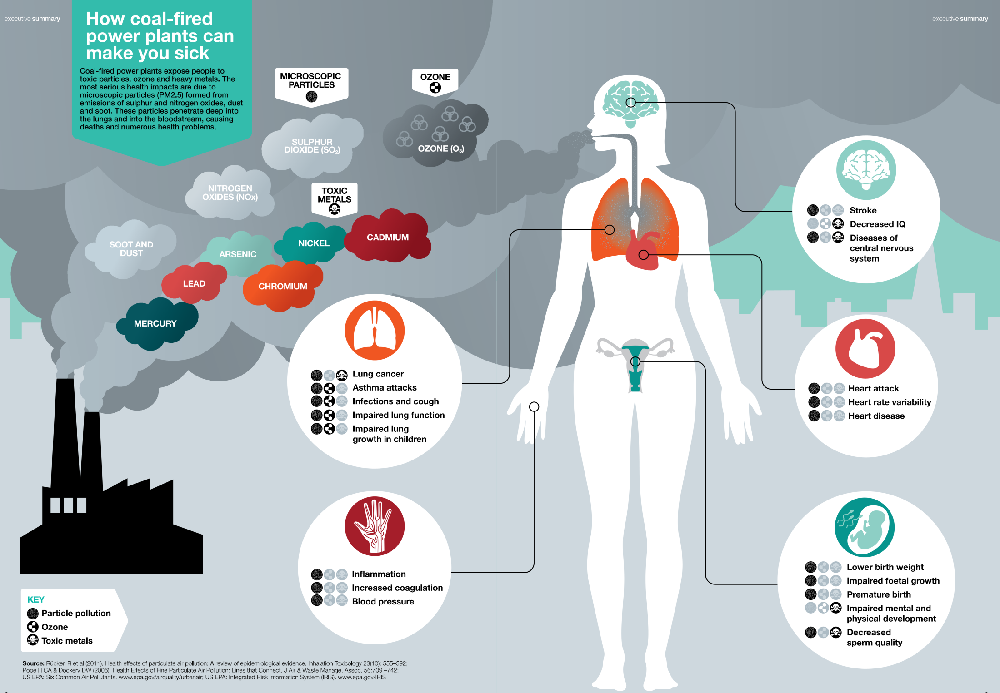 executive summary
executive summary
How coal-fired
power plants can
make you sick
Coal-fired power plants expose people to
toxic particles, ozone and heavy metals. The
most serious health impacts are due to
microscopic particles (PM2.5) formed from
emissions of sulphur and nitrogen oxides, dust
and soot. These particles penetrate deep into
the lungs and into the bloodstream, causing
deaths and numerous health problems.
MICROSCOPIC
PARTICLES
OZONE
SULPHUR
DIOXIDE (SO₂)
OZONE (O₃)
NITROGEN
OXIDES (NOx)
TOXIC
METALS
SOOT AND
DUST
ARSENIC
NICKEL
CADMIUM
LEAD
CHROMIUM
MERCURY
Stroke
Decreased IQ
Diseases of
central nervous
system
Lung cancer
Asthma attacks
Infections and cough
Impaired lung function
Impaired lung
growth in children
Heart attack
Heart rate variability
Heart disease
Inflammation
Increased coagulation
Blood pressure
Lower birth weight
Impaired foetal growth
Premature birth
Impaired mental and
physical development
Decreased
sperm quality
KEY
Particle pollution
Ozone
Toxic metals
Source: Rückerl R et al (2011). Health effects of particulate air pollution: A review of epidemiological evidence. Inhalation Toxicology 23(10): 555–592;
Pope III CA & Dockery DW (2006). Health Effects of Fine Particulate Air Pollution: Lines that Connect. J Air & Waste Manage. Assoc. 56:709 –742;
US EPA: Six Common Air Pollutants. www.epa.gov/airquality/urbanair; US EPA: Integrated Risk Information System (IRIS). www.epa.gov/IRIS